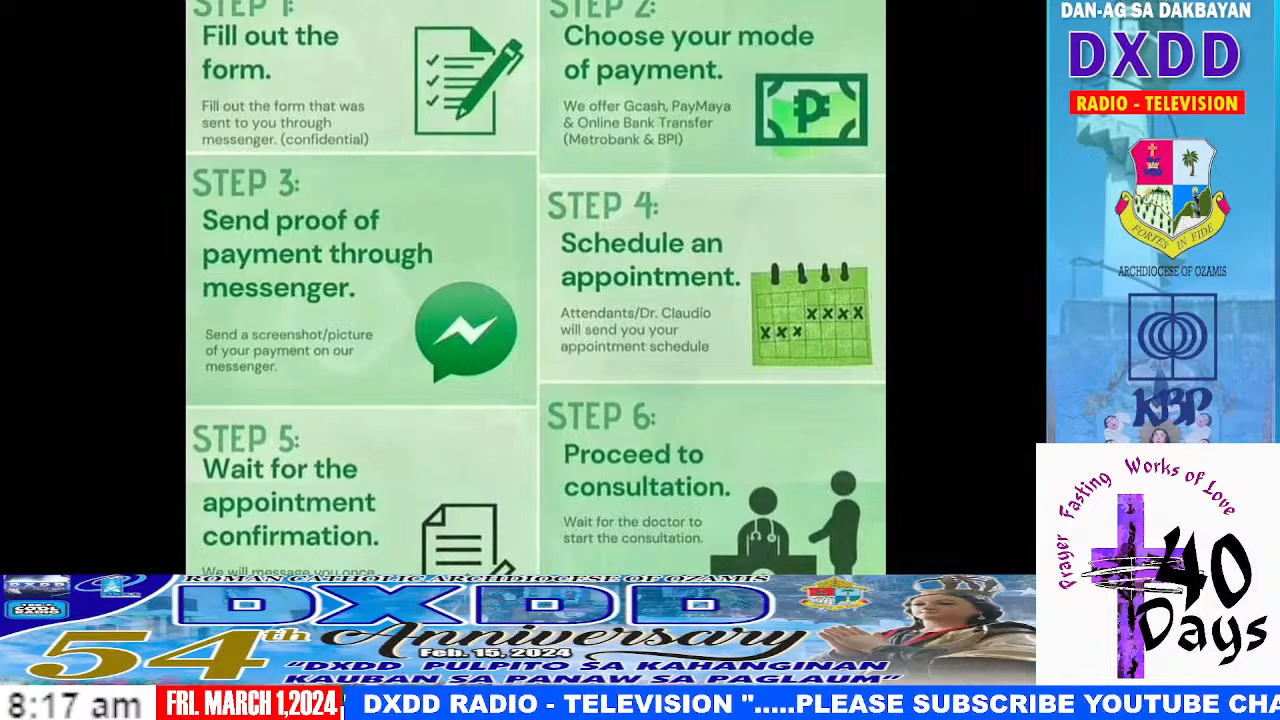 STEP 1:
Fill out the
form.
Fill out the form that was
sent to you through
messenger. (confidential)
STEP 2:
Choose your mode
of payment.
We offer Gcash, PayMaya
& Online Bank Transfer
(Metrobank & BPI)
STEP 3:
Send proof of
payment through
messenger.
Send a screenshot/picture
of your payment on our
messenger.
STEP 4:
Schedule an
appointment.
Attendants/Dr. Claudio
will send you your
appointment schedule
STEP 5:
Wait for the
appointment
confirmation.
We will message you once
STEP 6:
Proceed to
consultation.
Wait for the doctor to
start the consultation.
DAN-AG SA DAKBAYAN
DXDD
RADIO - TELEVISION
FORTES IN FIDE
ARCHDIOCESE OF OZAMIS
KBP
Prayer Fasting Works of Love
40
Days
ROMAN CATHOLIC ARCHDIOCESE OF OZAMIS
DXDD
54th Anniversary
Feb. 15, 2024
"DXDD PULPITO SA KAHANGINAN
KAUBAN SA PANAW SA PAGLAUM"
8:17 am FRI. MARCH 1,2024 DXDD RADIO - TELEVISION ".....PLEASE SUBSCRIBE YOUTUBE CHA